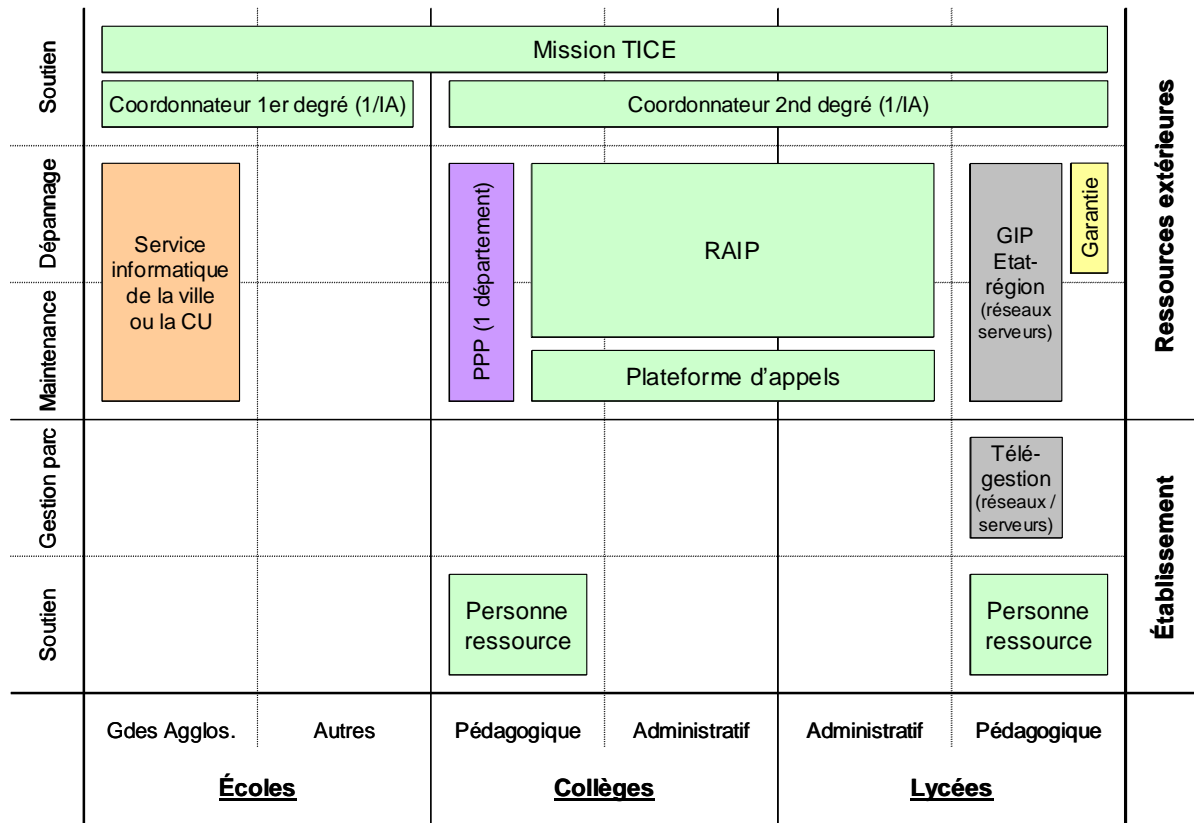 Soutien
Mission TICE
Coordonnateur 1er degré (1/IA)
Coordonnateur 2nd degré (1/IA)
Ressources extérieures
Dépannage
Maintenance
Service
informatique
de la ville
ou la CU
PPP (1 département)
RAIP
Plateforme d'appels
GIP
Etat-
région
(réseaux
serveurs)
Garantie
Établissement
Gestion parc
Télé-
gestion
(réseaux /
serveurs)
Soutien
Personne
ressource
Personne
ressource
Gdes Agglos.
Autres
Pédagogique
Administratif
Administratif
Pédagogique
Écoles
Collèges
Lycées